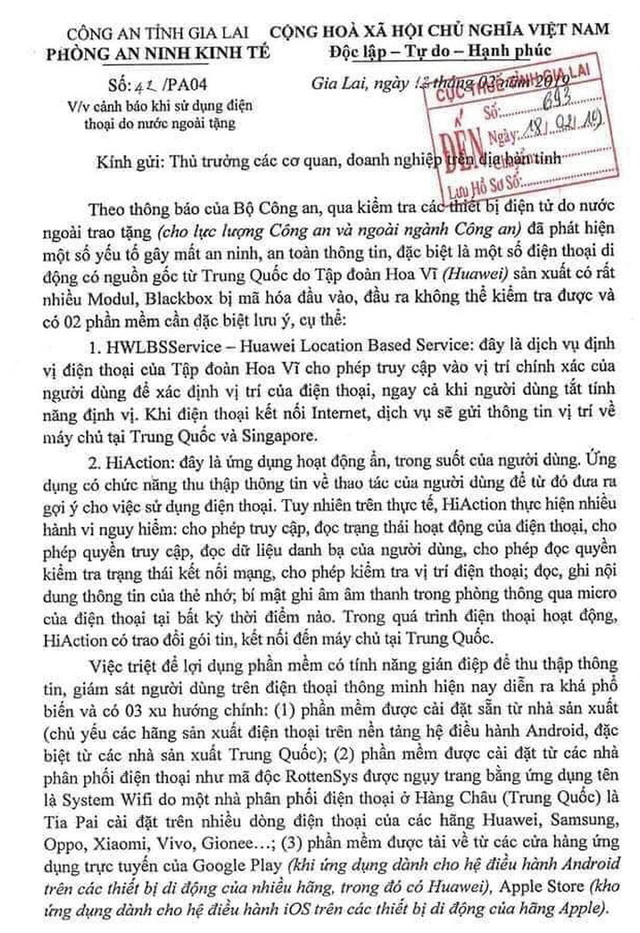 CÔNG AN TỈNH GIA LAI
CỘNG HOÀ XÃ HỘI CHỦ NGHĨA VIỆT NAM
PHÒNG AN NINH KINH TẾ
Độc lập – Tự do – Hạnh phúc
Số: 42 /PA04
Gia Lai, ngày tháng 02 năm 2019
V/v cảnh báo khi sử dụng điện
thoại do nước ngoài tặng
CỤC THUẾ TỈNH GIA LAI
Số: 693
ĐẾN
Ngày: 18/02/19
Lưu Hồ Sơ Số:
Kính gửi: Thủ trưởng các cơ quan, doanh nghiệp trên địa bàn tỉnh
Theo thông báo của Bộ Công an, qua kiểm tra các thiết bị điện tử do nước
ngoài trao tặng (cho lực lượng Công an và ngoài ngành Công an) đã phát hiện
một số yếu tố gây mất an ninh, an toàn thông tin, đặc biệt là một số điện thoại di
động có nguồn gốc từ Trung Quốc do Tập đoàn Hoa Vĩ (Huawei) sản xuất có rất
nhiều Modul, Blackbox bị mã hóa đầu vào, đầu ra không thể kiểm tra được và
có 02 phần mềm cần đặc biệt lưu ý, cụ thể:
1. HWLBSService – Huawei Location Based Service: đây là dịch vụ định
vị điện thoại của Tập đoàn Hoa Vĩ cho phép truy cập vào vị trí chính xác của
người dùng để xác định vị trí của điện thoại, ngay cả khi người dùng tắt tính
năng định vị. Khi điện thoại kết nối Internet, dịch vụ sẽ gửi thông tin vị trí về
máy chủ tại Trung Quốc và Singapore.
2. HiAction: đây là ứng dụng hoạt động ẩn, trong suốt của người dùng. Ứng
dụng có chức năng thu thập thông tin về thao tác của người dùng để từ đó đưa ra
gợi ý cho việc sử dụng điện thoại. Tuy nhiên trên thực tế, HiAction thực hiện nhiều
hành vi nguy hiểm: cho phép truy cập, đọc trạng thái hoạt động của điện thoại, cho
phép quyền truy cập, đọc dữ liệu danh bạ của người dùng, cho phép đọc quyền
kiểm tra trạng thái kết nối mạng, cho phép kiểm tra vị trí điện thoại; đọc, ghi nội
dung thông tin của thẻ nhớ; bí mật ghi âm âm thanh trong phòng thông qua micro
của điện thoại tại bất kỳ thời điểm nào. Trong quá trình điện thoại hoạt động,
HiAction có trao đổi gói tin, kết nối đến máy chủ tại Trung Quốc.
Việc triệt để lợi dụng phần mềm có tính năng gián điệp để thu thập thông
tin, giám sát người dùng trên điện thoại thông minh hiện nay diễn ra khá phổ
biến và có 03 xu hướng chính: (1) phần mềm được cài đặt sẵn từ nhà sản xuất
(chủ yếu các hãng sản xuất điện thoại trên nền tảng hệ điều hành Android, đặc
biệt từ các nhà sản xuất Trung Quốc); (2) phần mềm được cài đặt từ các nhà
phân phối điện thoại như mã độc RottenSys được ngụy trang bằng ứng dụng tên
là System Wifi do một nhà phân phối điện thoại ở Hàng Châu (Trung Quốc) là
Tia Pai cài đặt trên nhiều dòng điện thoại của các hãng Huawei, Samsung,
Oppo, Xiaomi, Vivo, Gionee…; (3) phần mềm được tải về từ các cửa hàng ứng
dụng trực tuyến của Google Play (khi ứng dụng dành cho hệ điều hành Android
trên các thiết bị di động của nhiều hãng, trong đó có Huawei), Apple Store (kho
ứng dụng dành cho hệ điều hành iOS trên các thiết bị di động của hãng Apple).